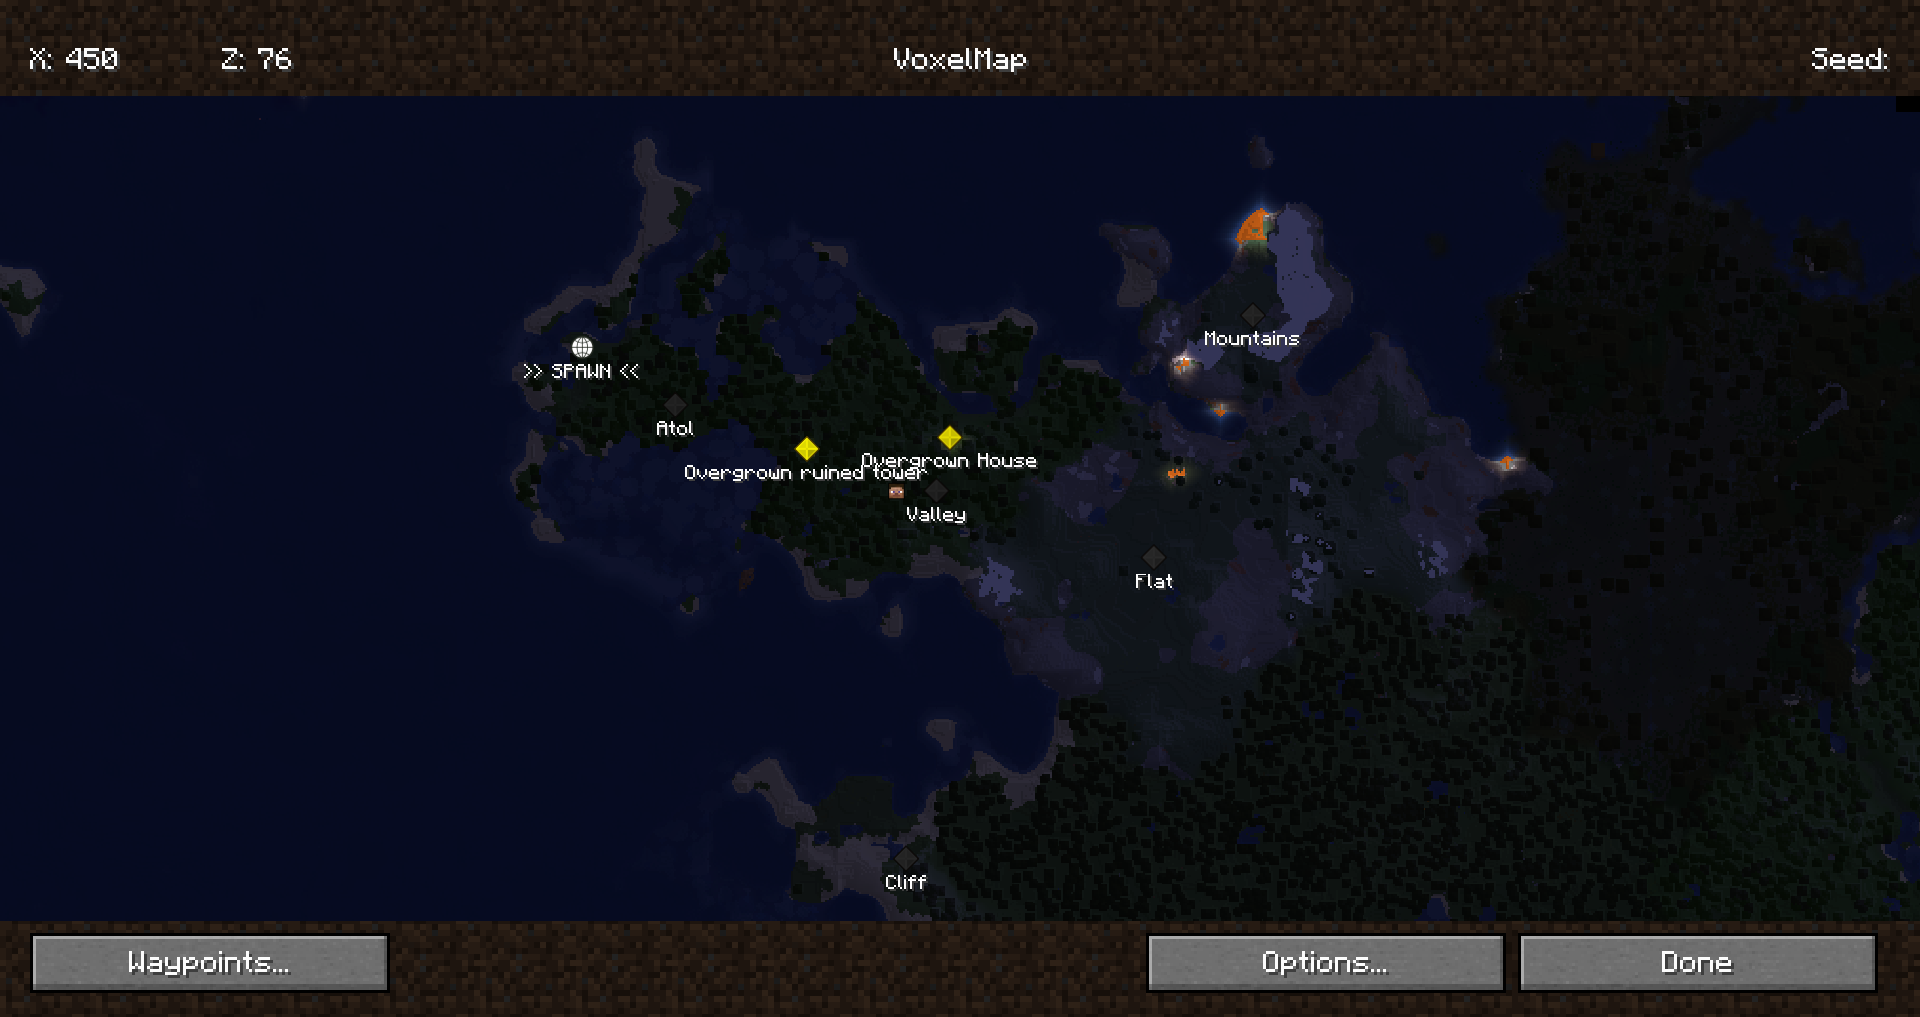 X: 450 Z: 76 VoxelMap Seed:
Mountains
>> SPAWN <<
Atol
Overgrown House
Overgrown ruined tower
Valley
Flat
Cliff
Waypoints... Options... Done